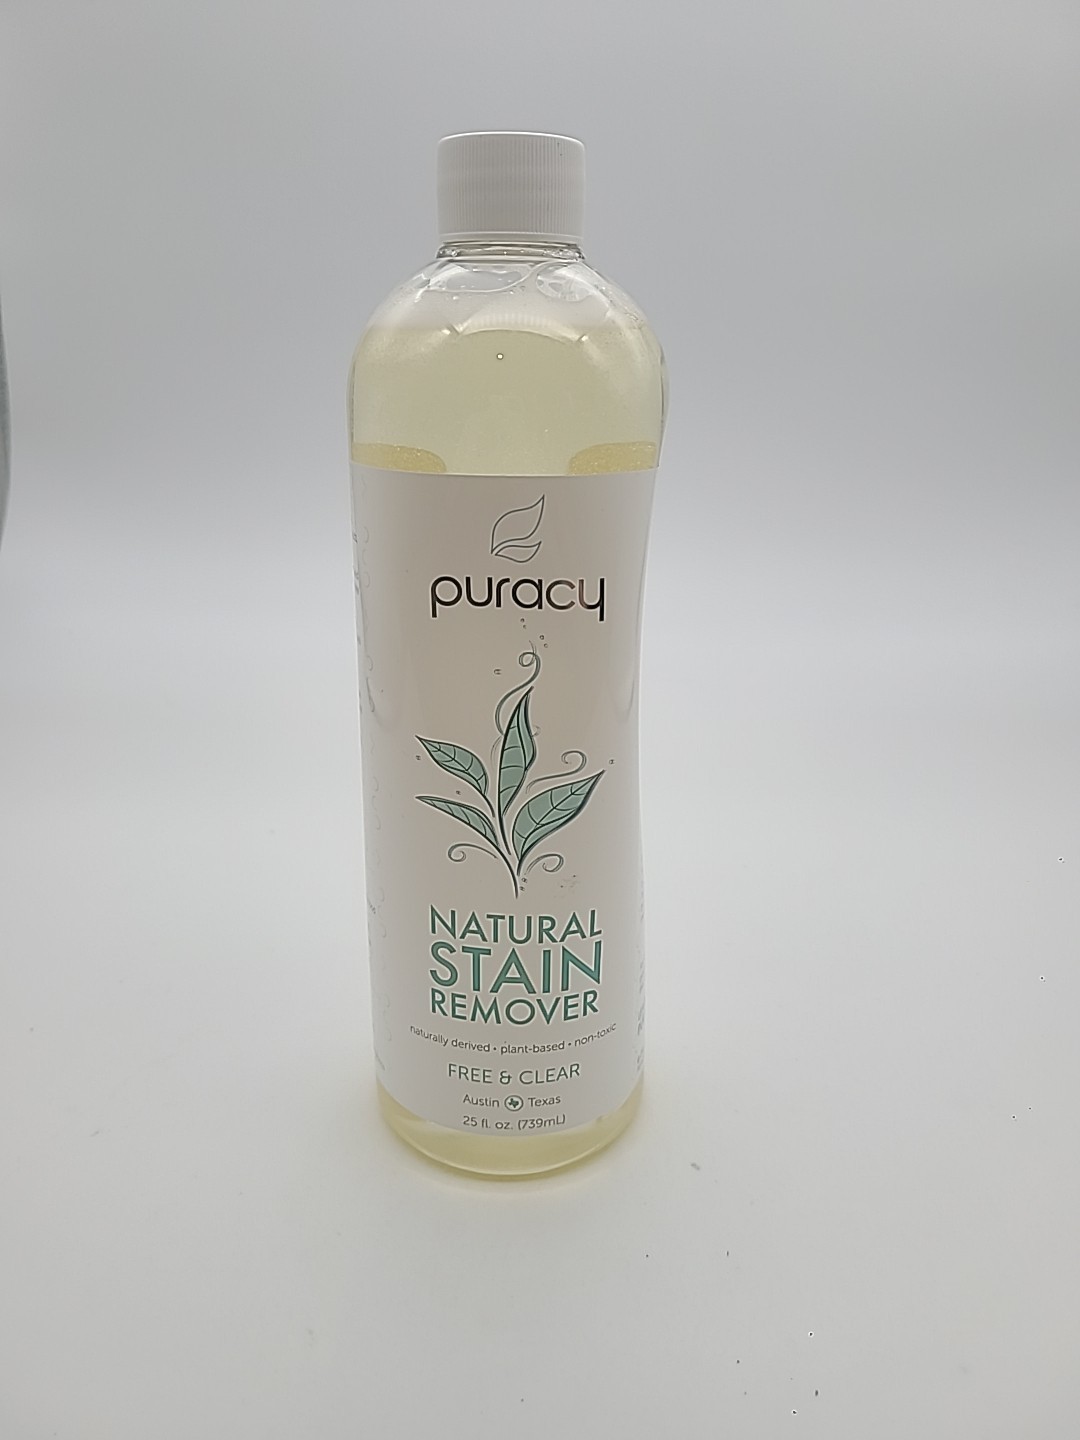 puracy
NATURAL
STAIN
REMOVER
naturally derived • plant-based • non-toxic
FREE & CLEAR
Austin Texas
25 fl. oz. (739mL)